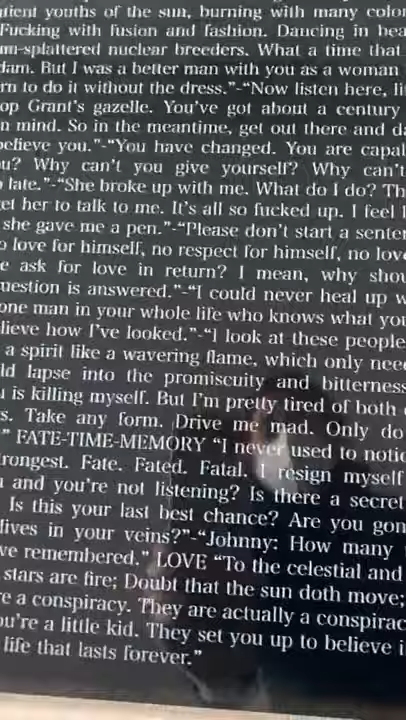 tient youths of the sun, burning with many color
Fucking with fusion and fashion. Dancing in bea
um-splattered nuclear breeders. What a time that
dam. But I was a better man with you as a woman
rn to do it without the dress."-"Now listen here, li
op Grant's gazelle. You've got about a century
n mind. So in the meantime, get out there and da
believe you."-"You have changed. You are capal
u? Why can't you give yourself? Why can't
late."-"She broke up with me. What do I do? Th
et her to talk to me. It's all so fucked up. I feel l
she gave me a pen."-"Please don't start a senter
o love for himself, no respect for himself, no love
e ask for love in return? I mean, why shou
uestion is answered."-"I could never heal up w
one man in your whole life who knows what you
lieve how I've looked."-"I look at these people
a spirit like a wavering flame, which only nee
ld lapse into the promiscuity and bitterness
u is killing myself. But I'm pretty tired of both
s. Take any form. Drive me mad. Only do
" FATE-TIME-MEMORY "I never used to notic
rongest. Fate. Fated. Fatal. I resign myself
and you're not listening? Is there a secret
Is this your last best chance? Are you gon
lives in your veins?"-"Johnny: How many
ve remembered." LOVE "To the celestial and
stars are fire; Doubt that the sun doth move;
re a conspiracy. They are actually a conspirac
ou're a little kid. They set you up to believe i
life that lasts forever."